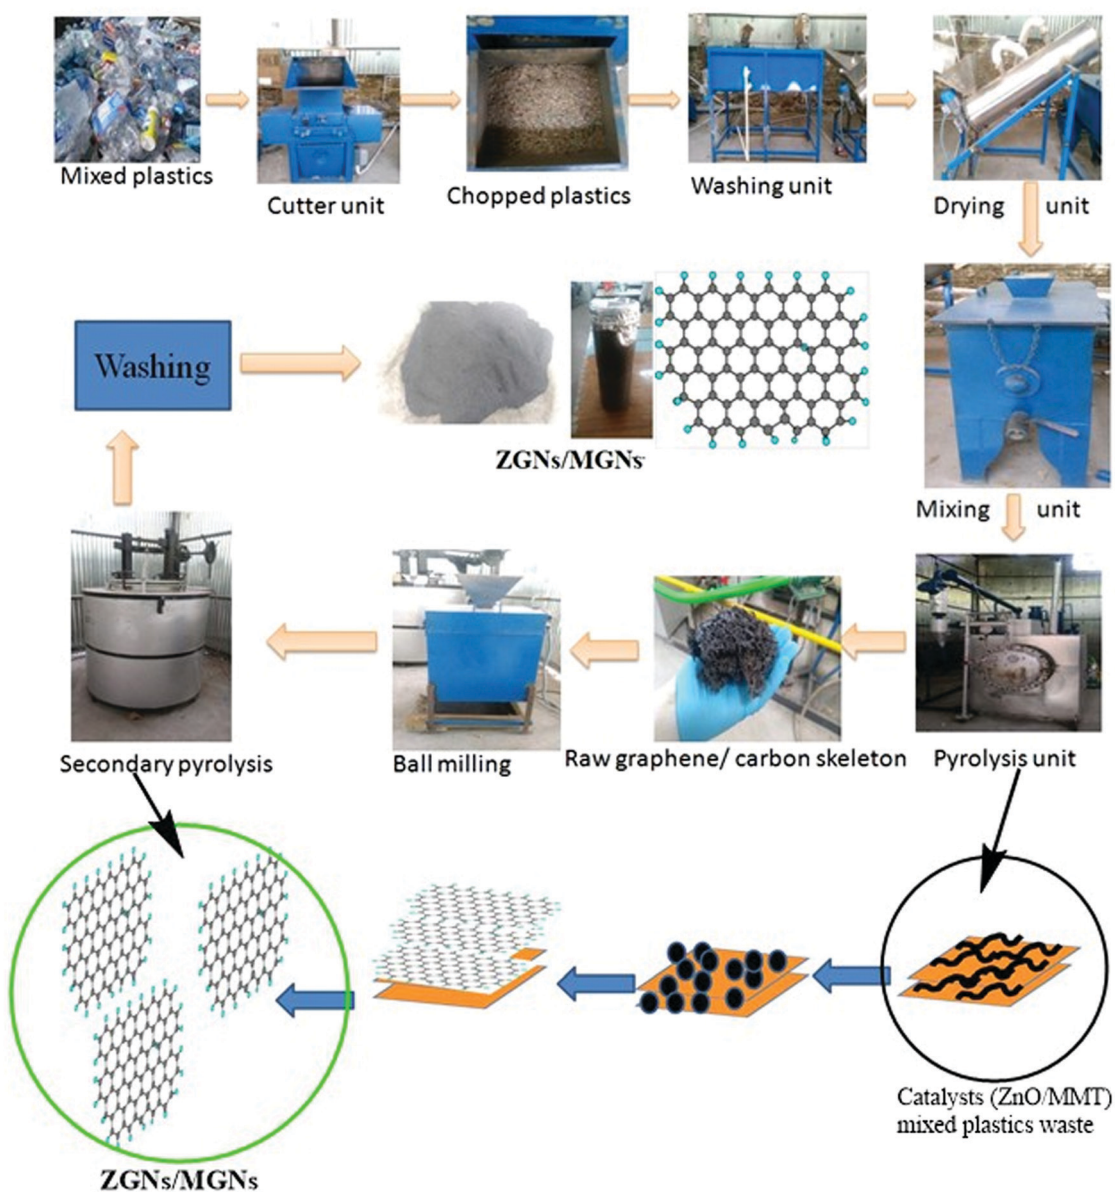 Mixed plastics
Cutter unit
Chopped plastics
Washing unit
Drying unit
Washing
ZGNs/MGNs
Mixing unit
Secondary pyrolysis
Ball milling
Raw graphene/ carbon skeleton
Pyrolysis unit
Catalysts (ZnO/MMT)
mixed plastics waste
ZGNs/MGNs